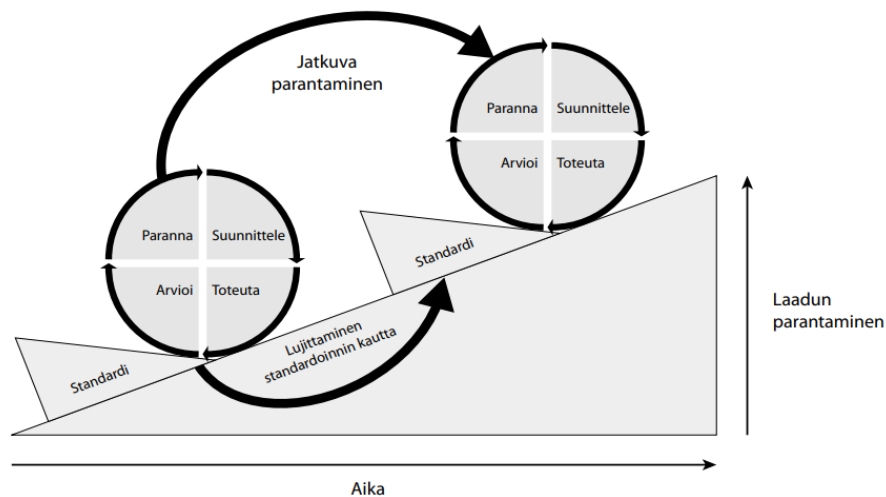 Jatkuva
parantaminen
Paranna
Suunnittele
Arvioi
Toteuta
Paranna
Suunnittele
Arvioi
Toteuta
Standardi
Standardi
Lujittaminen
standardoinnin kautta
Laadun
parantaminen
Aika